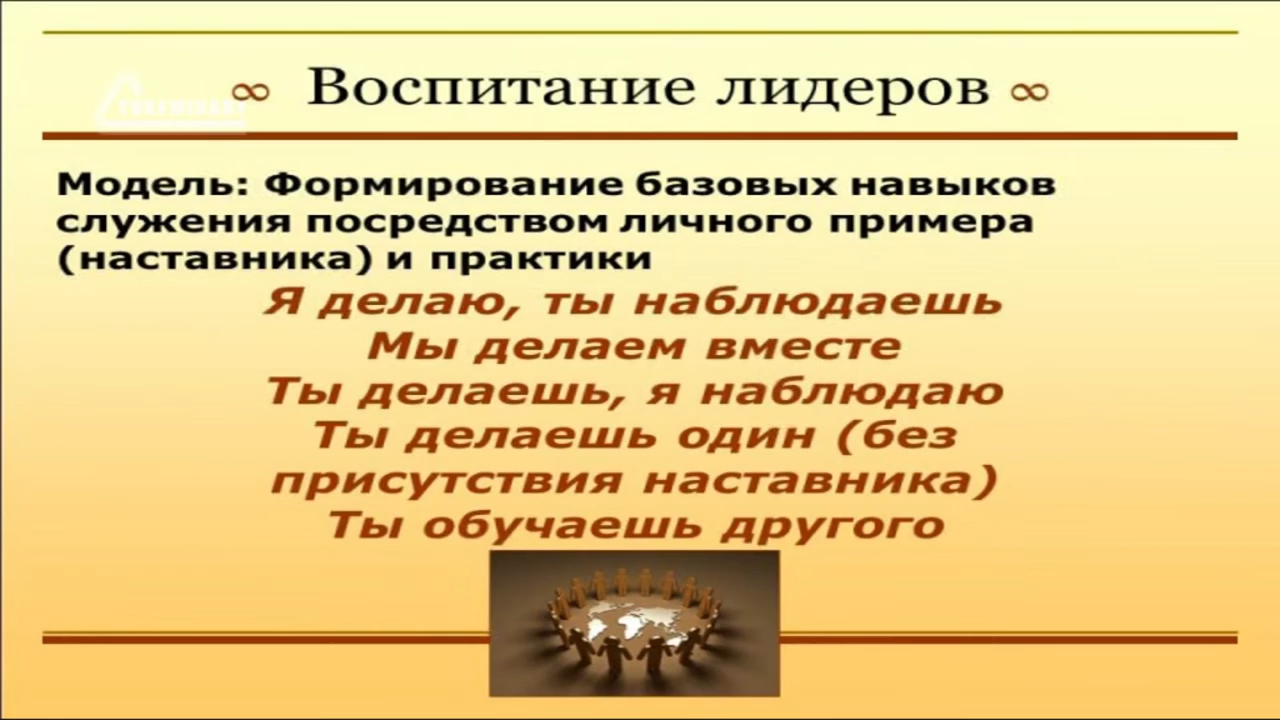 ∞ Воспитание лидеров ∞
Модель: Формирование базовых навыков
служения посредством личного примера
(наставника) и практики
Я делаю, ты наблюдаешь
Мы делаем вместе
Ты делаешь, я наблюдаю
Ты делаешь один (без
присутствия наставника)
Ты обучаешь другого